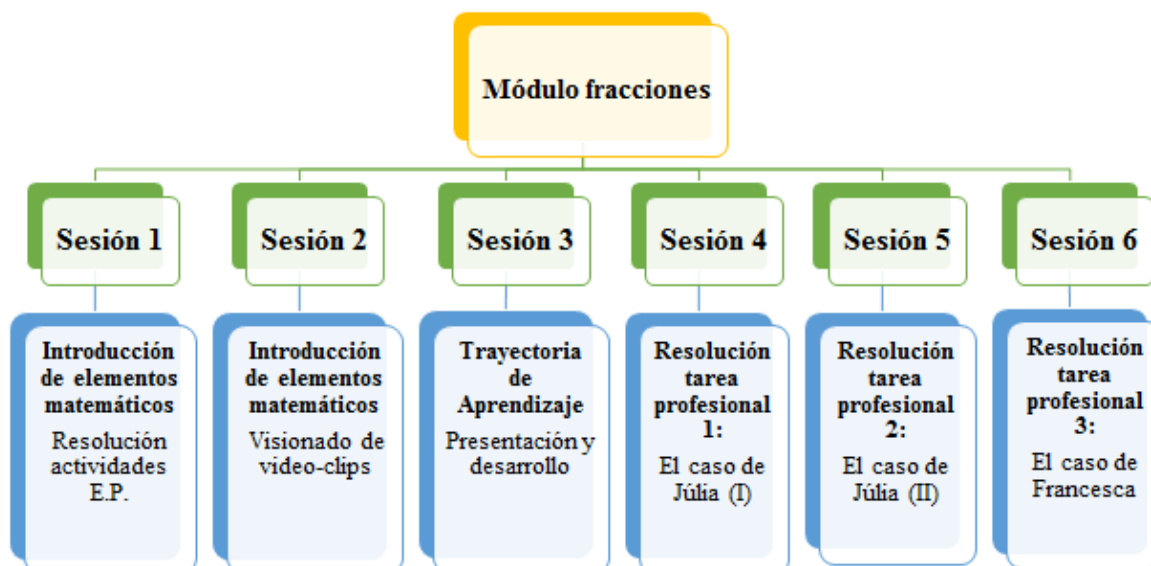 Módulo fracciones
Sesión 1
Sesión 2
Sesión 3
Sesión 4
Sesión 5
Sesión 6
Introducción
de elementos
matemáticos
Resolución
actividades
E.P.
Introducción
de elementos
matemáticos
Visionado de
video-clips
Trayectoria
de
Aprendizaje
Presentación y
desarrollo
Resolución
tarea
profesional
1:
El caso de
Júlia (I)
Resolución
tarea
profesional
2:
El caso de
Júlia (II)
Resolución
tarea
profesional
3:
El caso de
Francesca